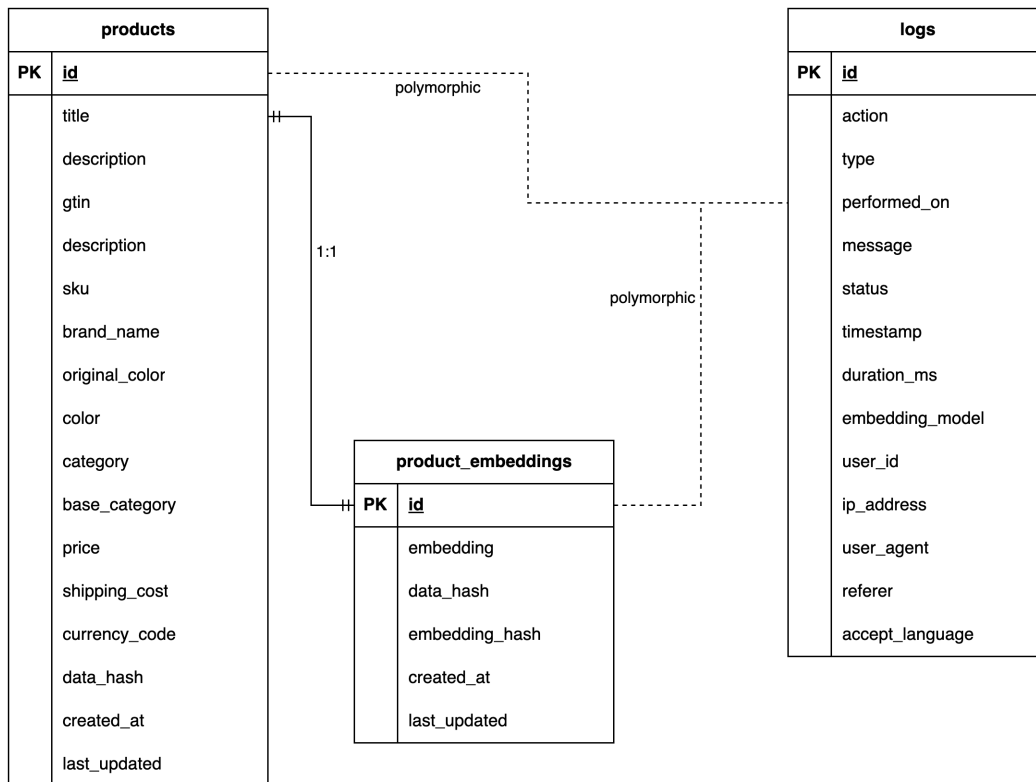 products
PK id
title
description
gtin
description
sku
brand_name
original_color
color
category
base_category
price
shipping_cost
currency_code
data_hash
created_at
last_updated
polymorphic
1:1
polymorphic
product_embeddings
PK id
embedding
data_hash
embedding_hash
created_at
last_updated
logs
PK id
action
type
performed_on
message
status
timestamp
duration_ms
embedding_model
user_id
ip_address
user_agent
referer
accept_language